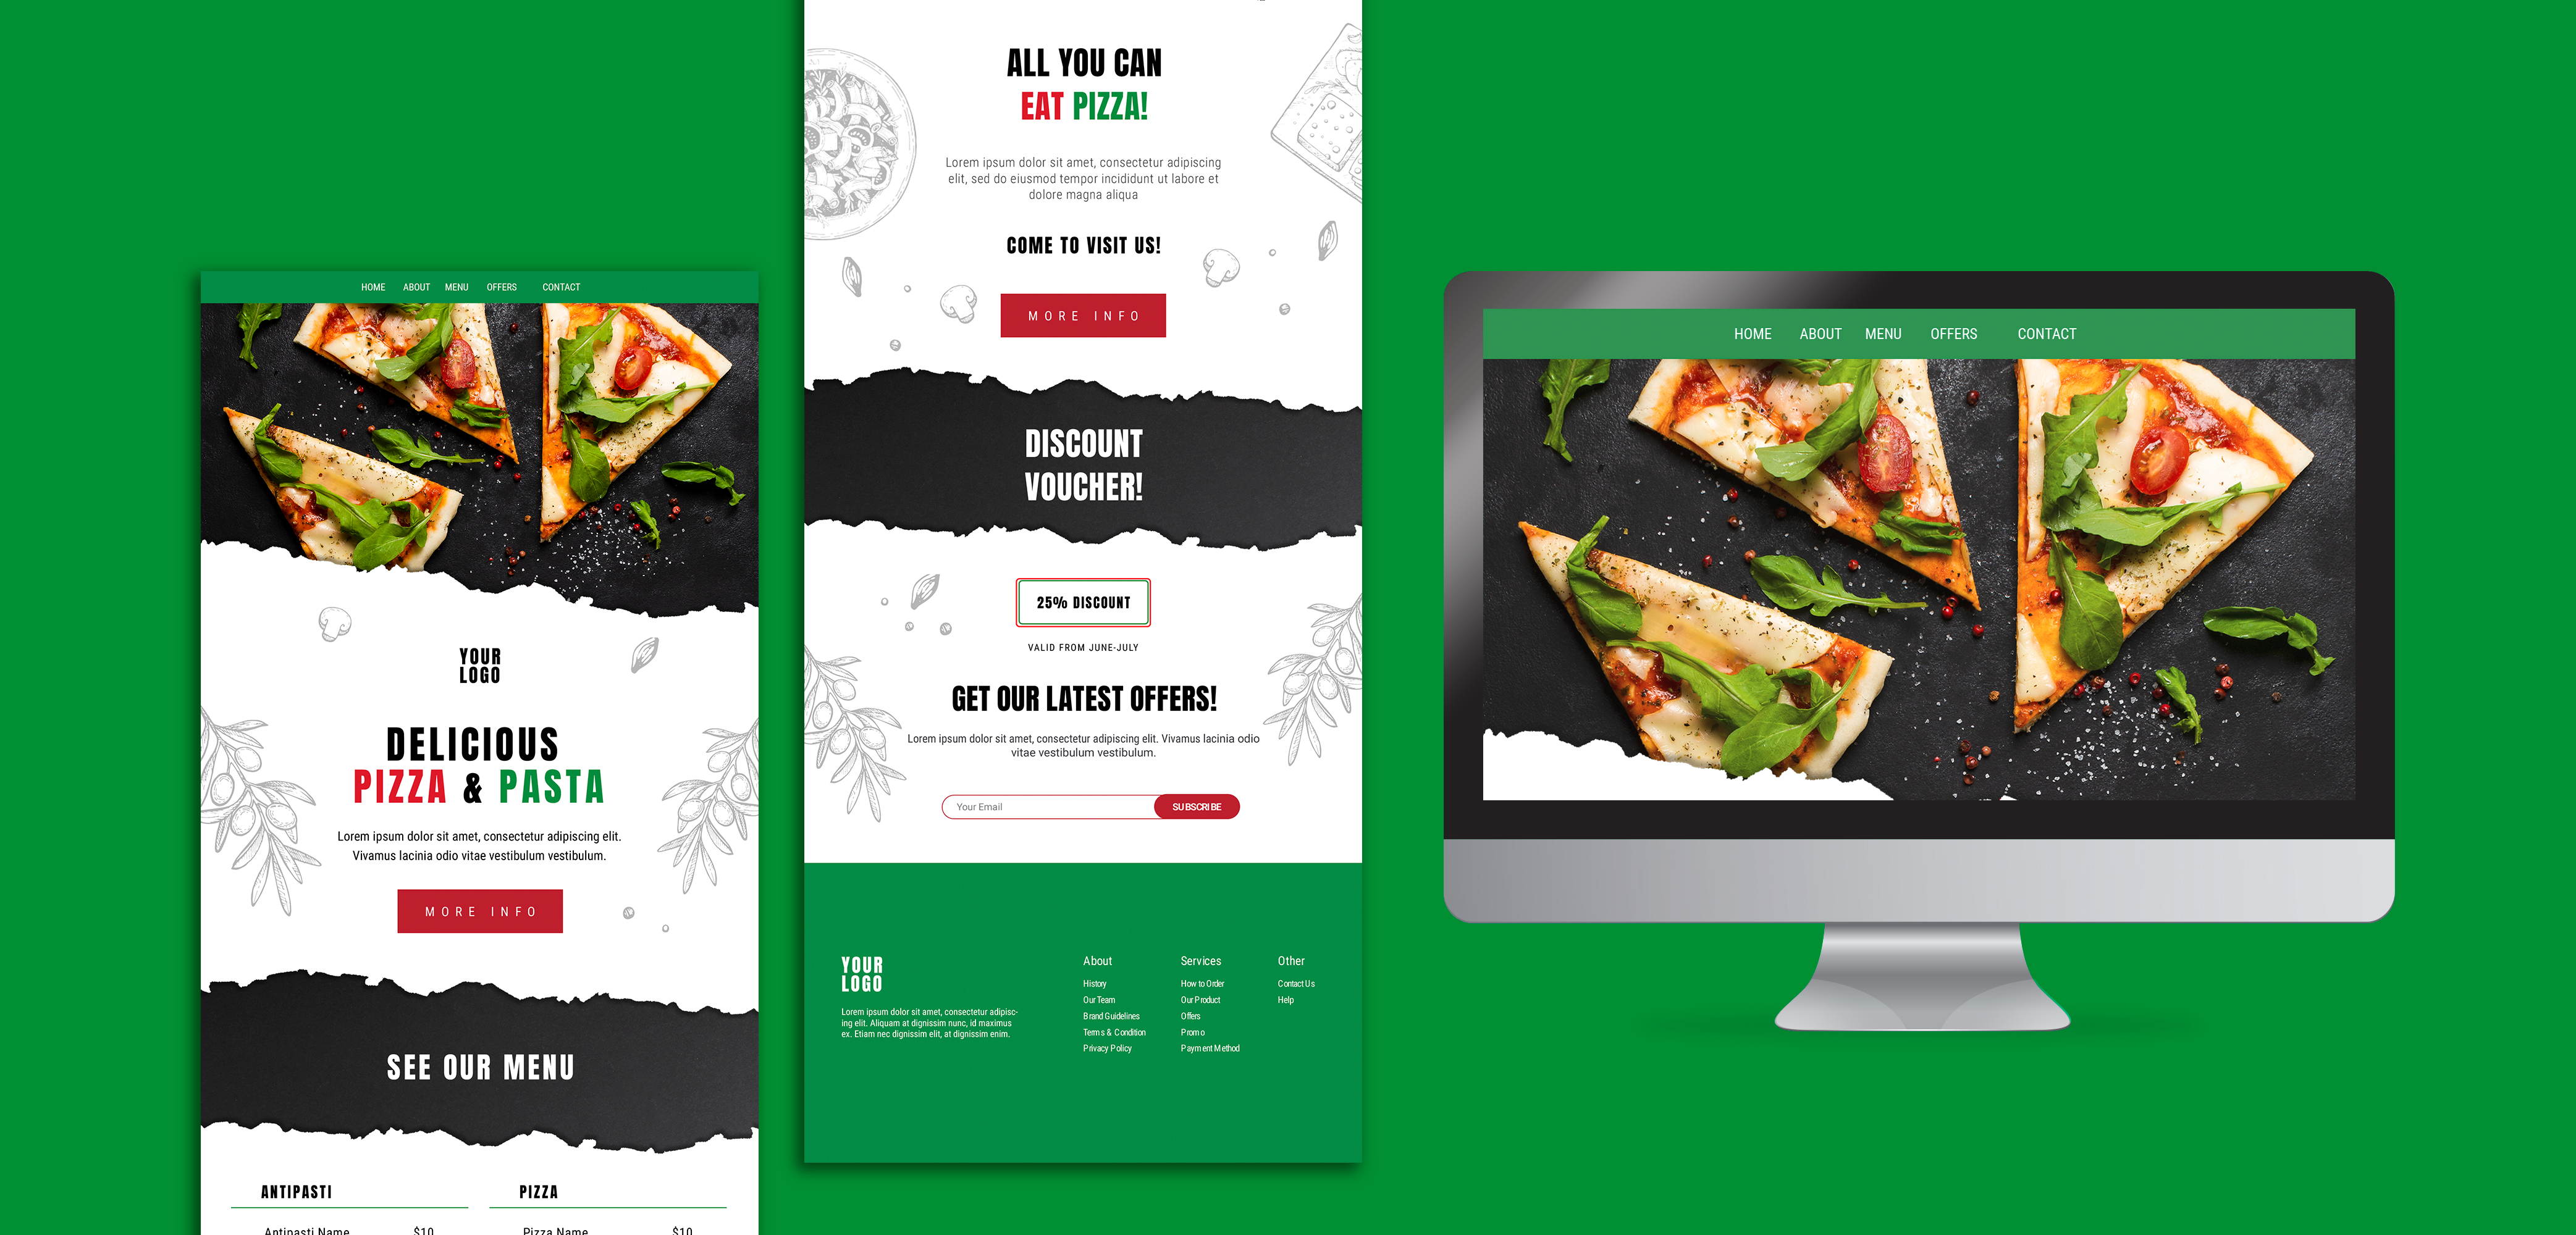 HOME ABOUT MENU OFFERS CONTACT
YOUR
LOGO
DELICIOUS
PIZZA & PASTA
Lorem ipsum dolor sit amet, consectetur adipiscing elit.
Vivamus lacinia odio vitae vestibulum vestibulum.
MORE INFO
SEE OUR MENU
ANTIPASTI
Antipasti Name $10
PIZZA
Pizza Name $10
ALL YOU CAN
EAT PIZZA!
Lorem ipsum dolor sit amet, consectetur adipiscing
elit, sed do eiusmod tempor incididunt ut labore et
dolore magna aliqua
COME TO VISIT US!
MORE INFO
DISCOUNT
VOUCHER!
25% DISCOUNT
VALID FROM JUNE-JULY
GET OUR LATEST OFFERS!
Lorem ipsum dolor sit amet, consectetur adipiscing elit. Vivamus lacinia odio
vitae vestibulum vestibulum.
Your Email
SUBSCRIBE
YOUR
LOGO
Lorem ipsum dolor sit amet, consectetur adipisc-
ing elit. Aliquam at dignissim nunc, id maximus
ex. Etiam nec dignissim elit, at dignissim enim.
About
History
Our Team
Brand Guidelines
Terms & Condition
Privacy Policy
Services
How to Order
Our Product
Offers
Promo
Payment Method
Other
Contact Us
Help
HOME ABOUT MENU OFFERS CONTACT